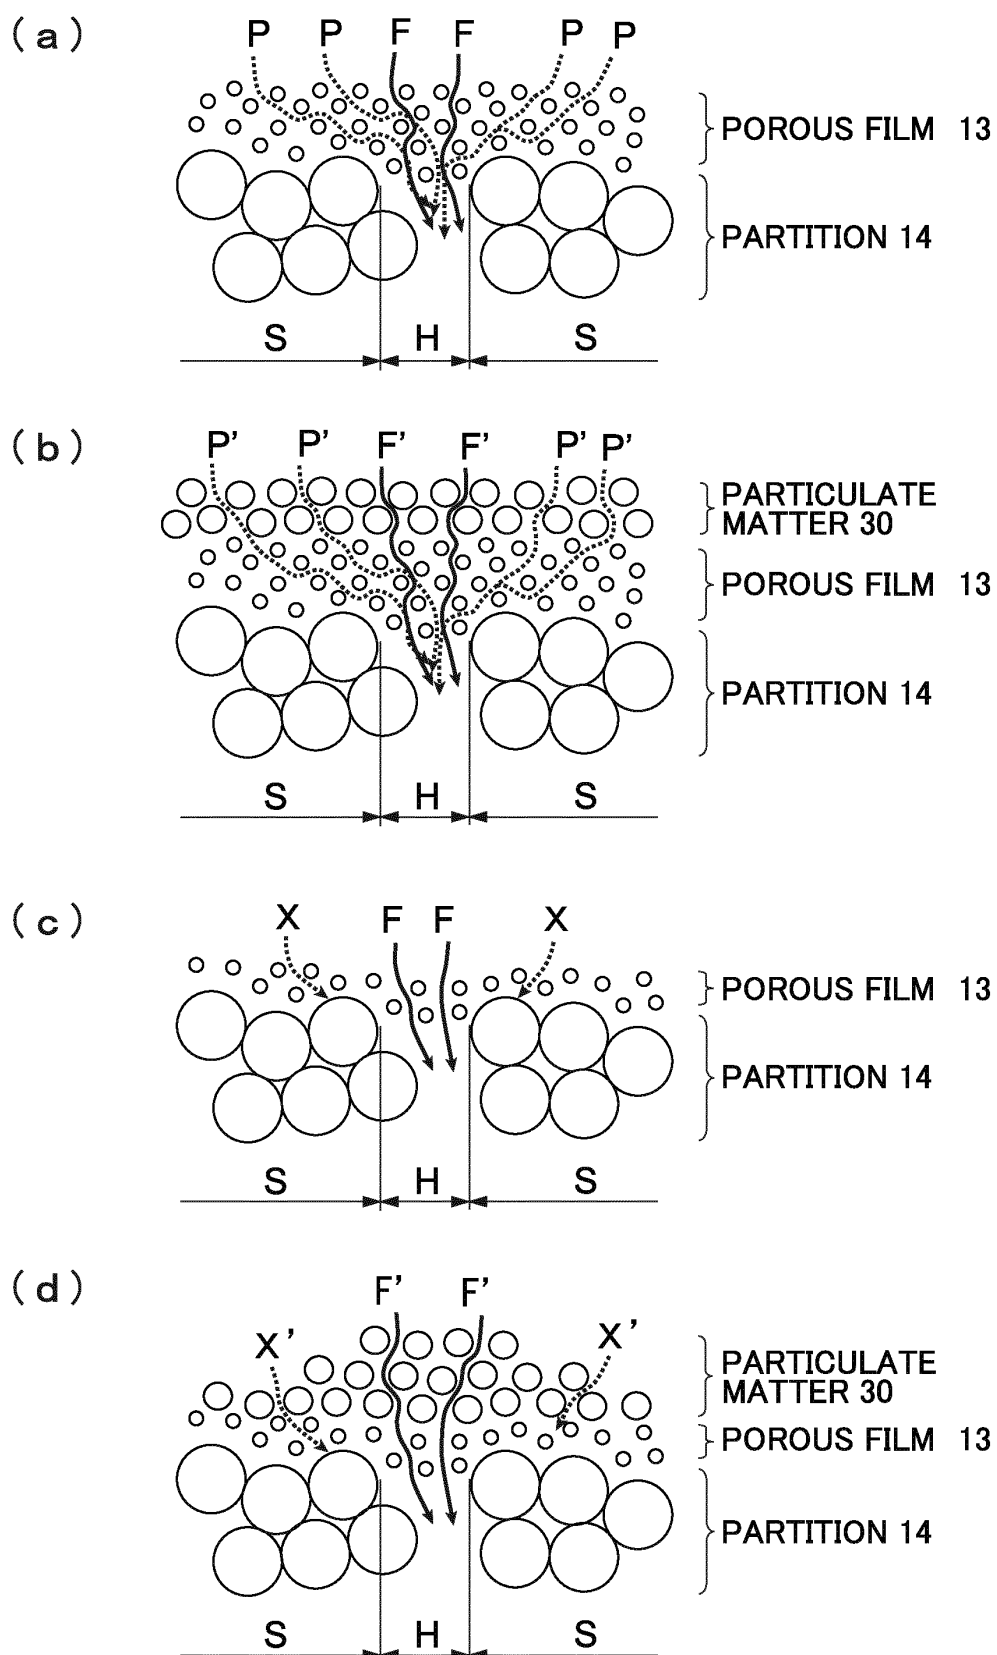 (a)
P P F F P P
POROUS FILM 13
PARTITION 14
S H S
(b)
P' P' F' F' P' P'
PARTICULATE
MATTER 30
POROUS FILM 13
PARTITION 14
S H S
(c)
X F F X
POROUS FILM 13
PARTITION 14
S H S
(d)
F' F'
X' X'
PARTICULATE
MATTER 30
POROUS FILM 13
PARTITION 14
S H S